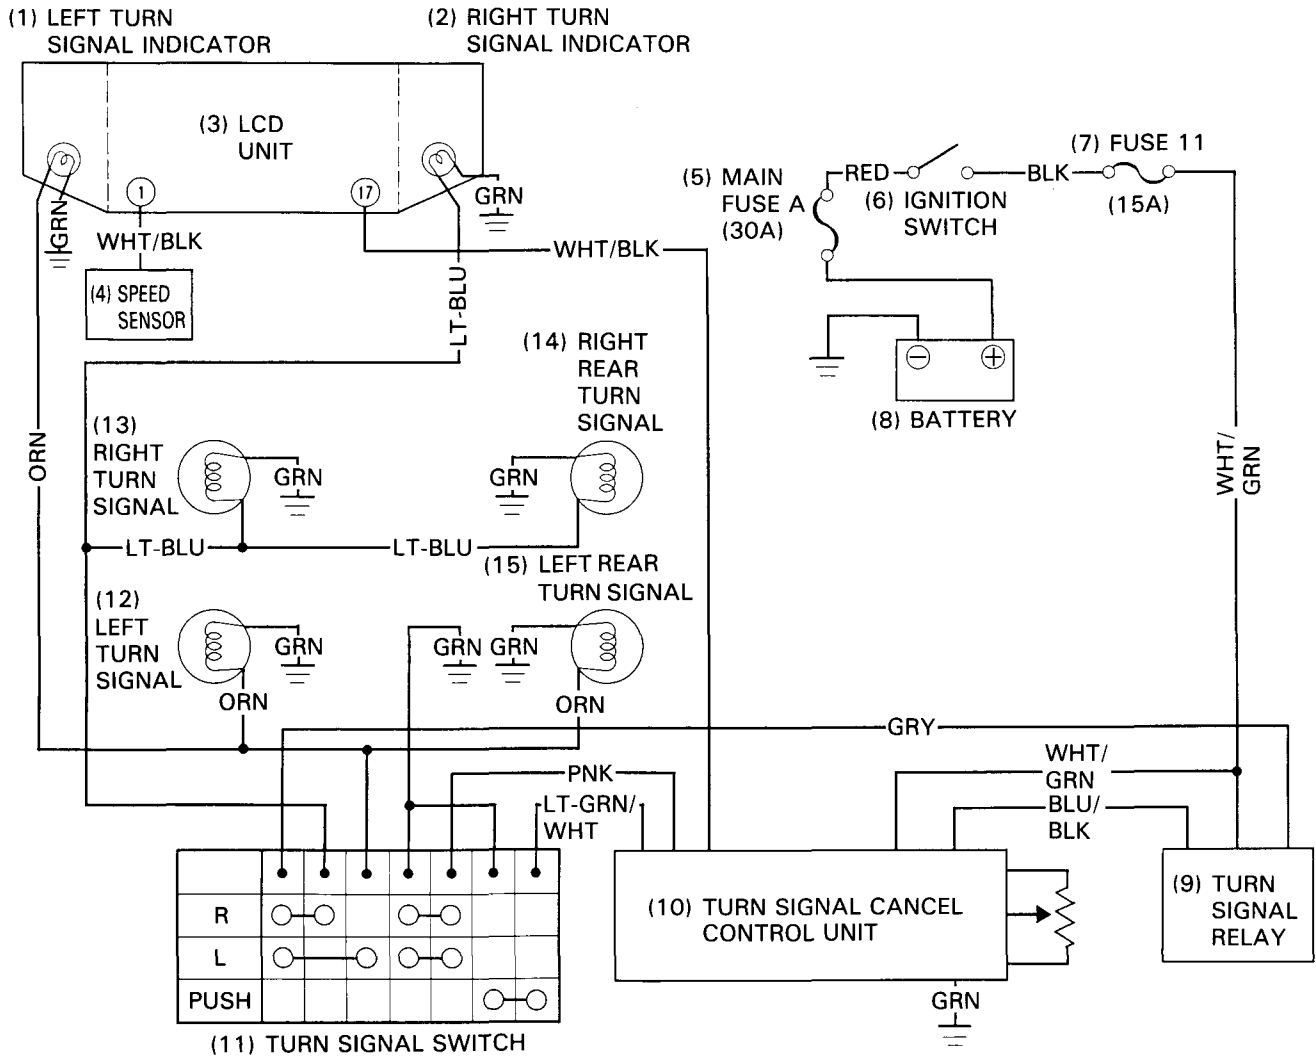 (1) LEFT TURN
SIGNAL INDICATOR
(2) RIGHT TURN
SIGNAL INDICATOR
(3) LCD
UNIT
1
17
GRN
GRN
WHT/BLK
(4) SPEED
SENSOR
WHT/BLK
LT-BLU
ORN
(5) MAIN
FUSE A
(30A)
RED
(6) IGNITION
SWITCH
BLK
(7) FUSE 11
(15A)
(8) BATTERY
WHT/
GRN
(14) RIGHT
REAR
TURN
SIGNAL
(13)
RIGHT
TURN
SIGNAL
GRN
GRN
LT-BLU
LT-BLU
(15) LEFT REAR
TURN SIGNAL
(12)
LEFT
TURN
SIGNAL
GRN
GRN
GRN
ORN
ORN
GRY
PNK
WHT/
GRN
LT-GRN/
WHT
BLU/
BLK
R
L
PUSH
(11) TURN SIGNAL SWITCH
(10) TURN SIGNAL CANCEL
CONTROL UNIT
GRN
(9) TURN
SIGNAL
RELAY